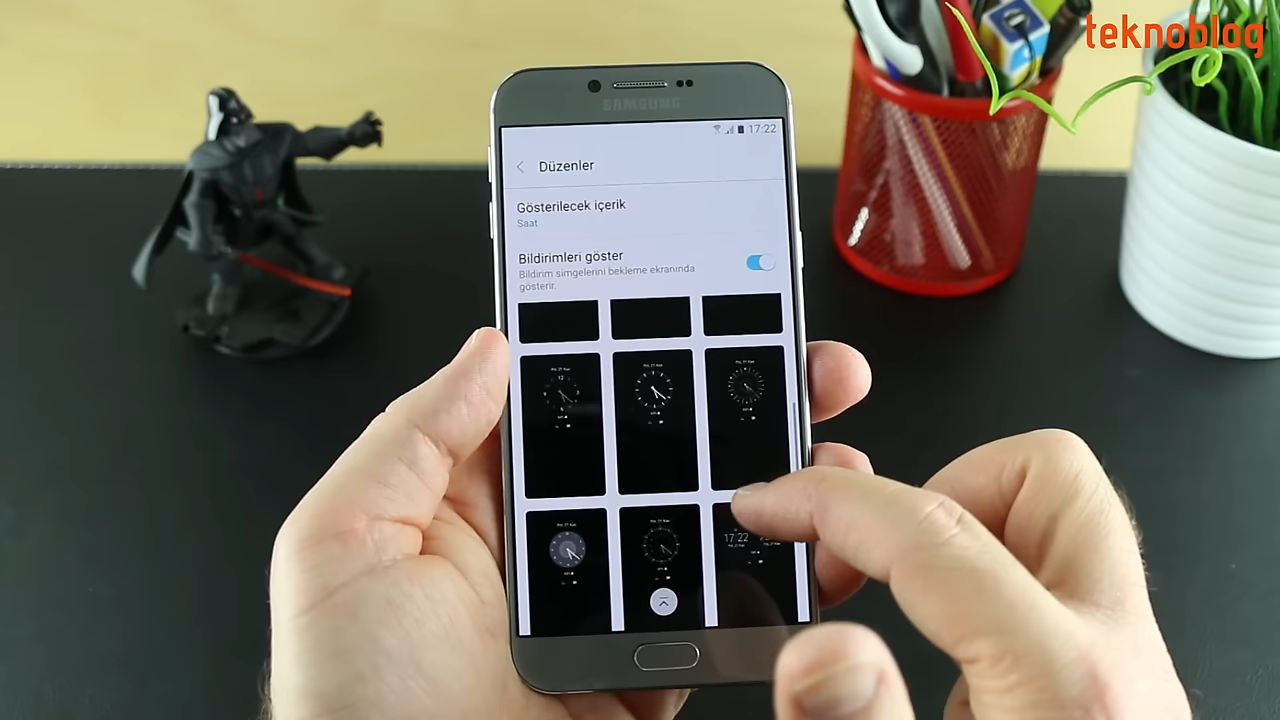 teknoblog
SAMSUNG
17:22
Düzenler
Gösterilecek içerik
Saat
Bildirimleri göster
Bildirim simgelerini bekleme ekranında
gösterir.
17:22